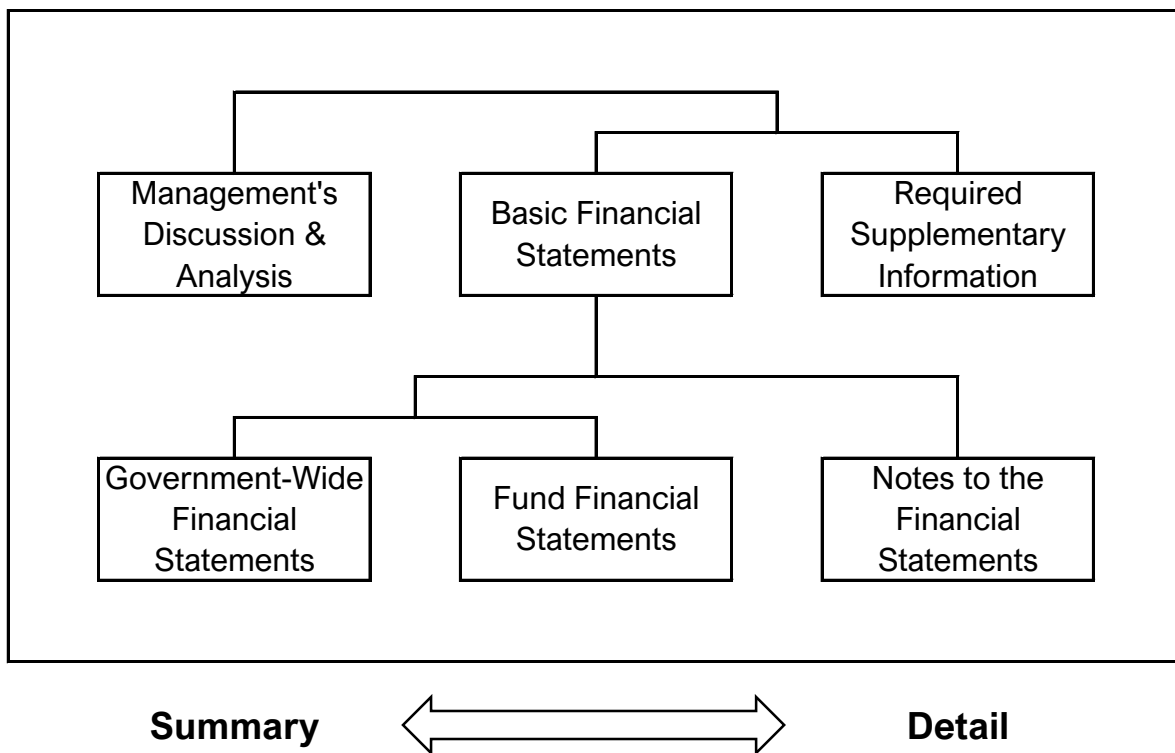 Management's
Discussion &
Analysis
Basic Financial
Statements
Required
Supplementary
Information
Government-Wide
Financial
Statements
Fund Financial
Statements
Notes to the
Financial
Statements
Summary
Detail